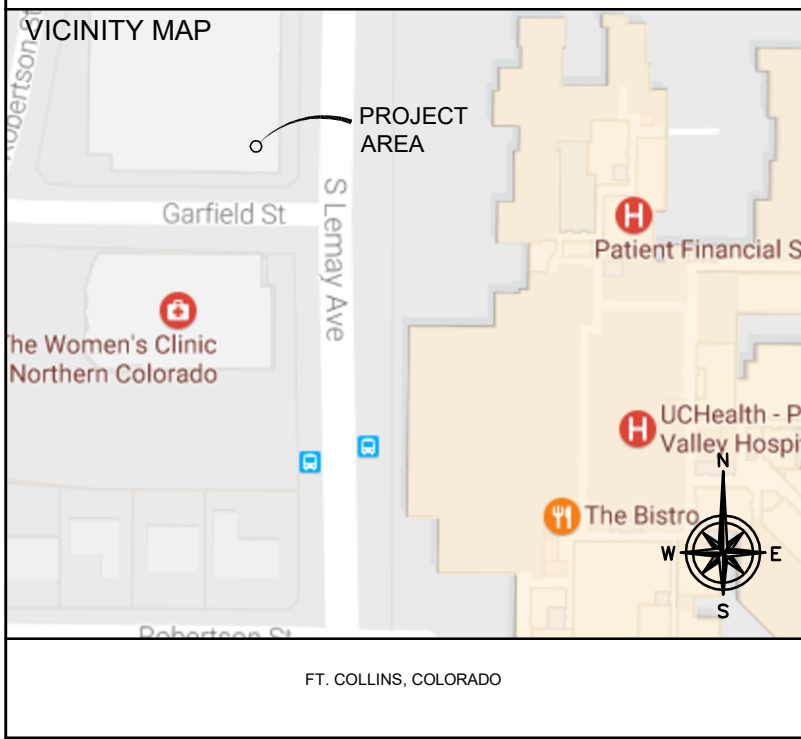 VICINITY MAP
Robertson St
PROJECT
AREA
Garfield St
S Lemay Ave
H
Patient Financial S
he Women's Clinic
Northern Colorado
H
UCHealth - P
Valley Hospi
The Bistro
N
W
E
S
Robertson St
FT. COLLINS, COLORADO